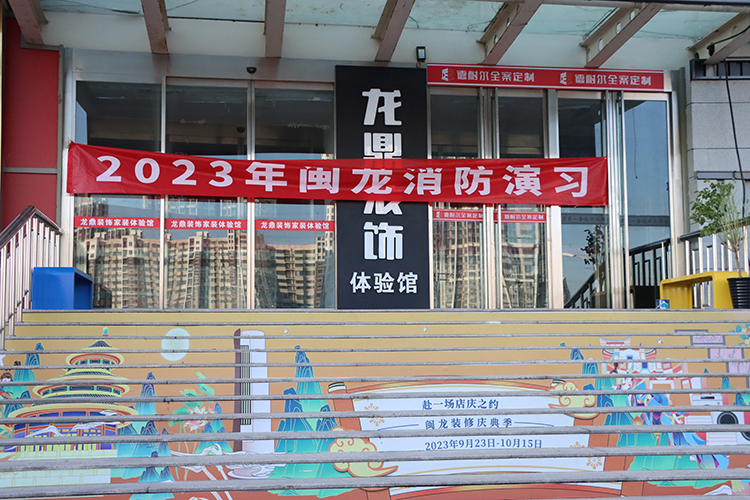 嘉耐尔全案定制
嘉耐尔全案定制
龙鼎装饰
体验馆
2023年闽龙消防演习
龙鼎装饰家装体验馆
龙鼎装饰家装体验馆
龙鼎装饰家装体验馆
赴一场店庆之约
闽龙装修庆典季
2023年9月23日-10月15日